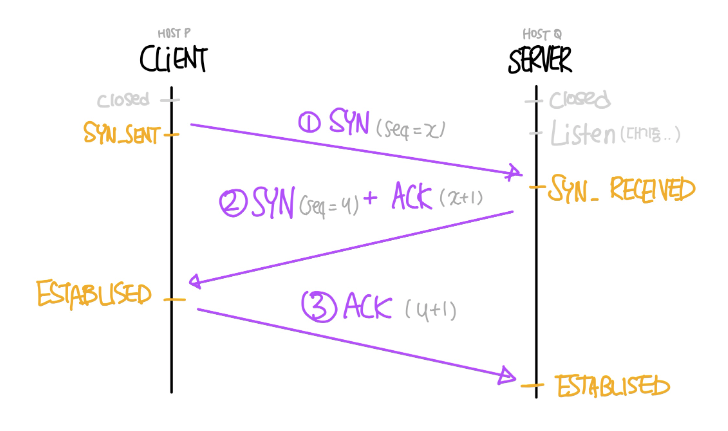 HOST P
CLIENT
HOST Q
SERVER
Closed
SYN_SENT
① SYN (seq=x)
Closed
Listen (대기중..)
② SYN (seq=y) + ACK (x+1)
SYN_ RECEIVED
ESTABLISED
③ ACK (y+1)
ESTABLISED